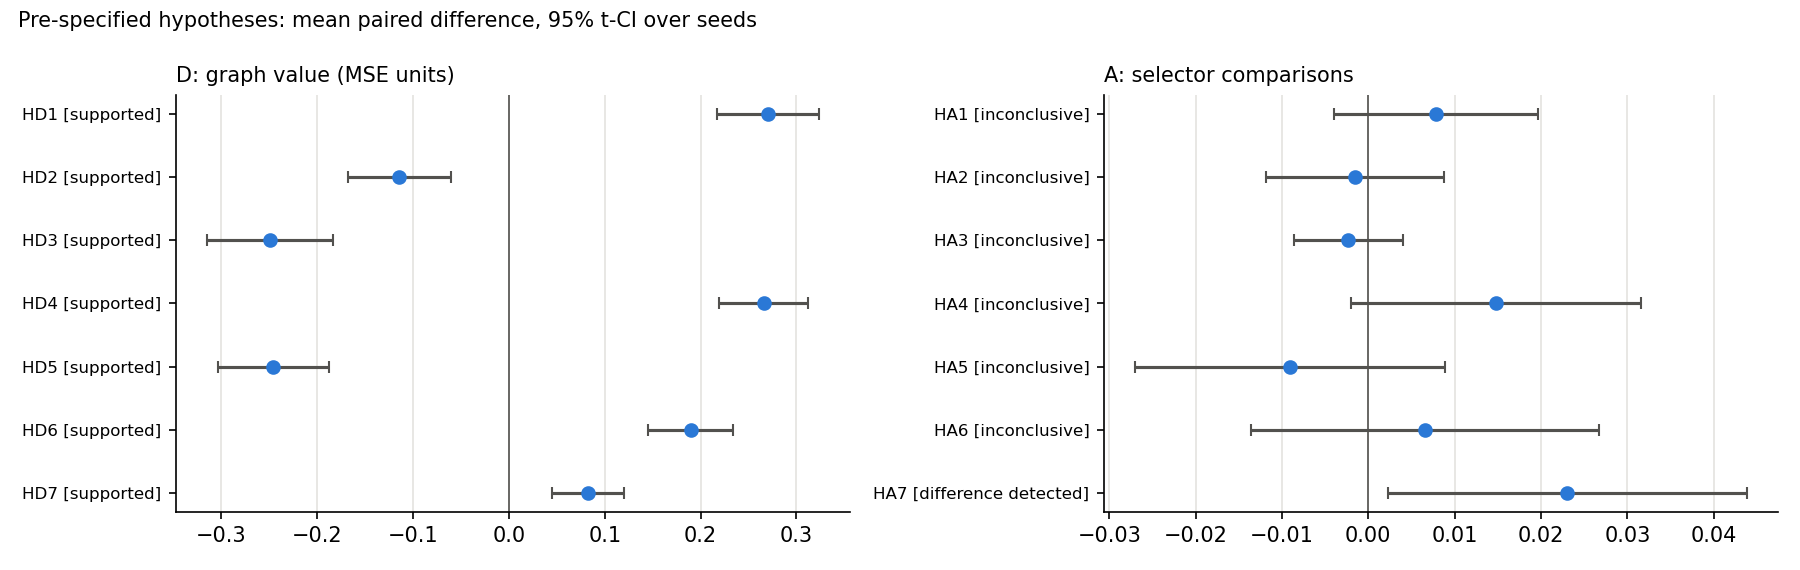 Pre-specified hypotheses: mean paired difference, 95% t-CI over seeds
D: graph value (MSE units)
HD1 [supported]
HD2 [supported]
HD3 [supported]
HD4 [supported]
HD5 [supported]
HD6 [supported]
HD7 [supported]
−0.3 −0.2 −0.1 0.0 0.1 0.2 0.3
A: selector comparisons
HA1 [inconclusive]
HA2 [inconclusive]
HA3 [inconclusive]
HA4 [inconclusive]
HA5 [inconclusive]
HA6 [inconclusive]
HA7 [difference detected]
−0.03 −0.02 −0.01 0.00 0.01 0.02 0.03 0.04